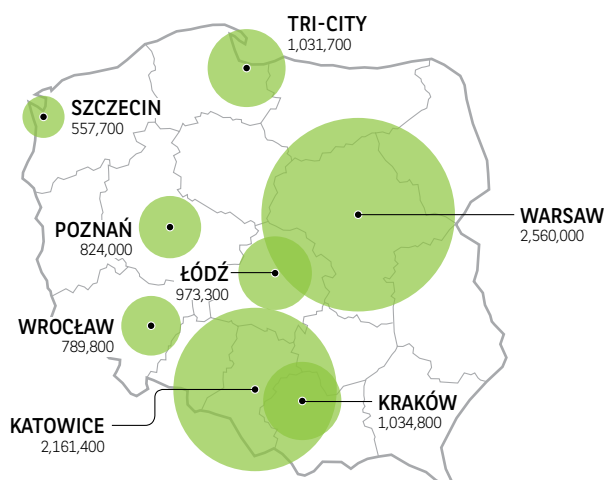 TRI-CITY
1,031,700
SZCZECIN
557,700
WARSAW
2,560,000
POZNAŃ
824,000
ŁÓDŹ
973,300
WROCŁAW
789,800
KATOWICE
2,161,400
KRAKÓW
1,034,800